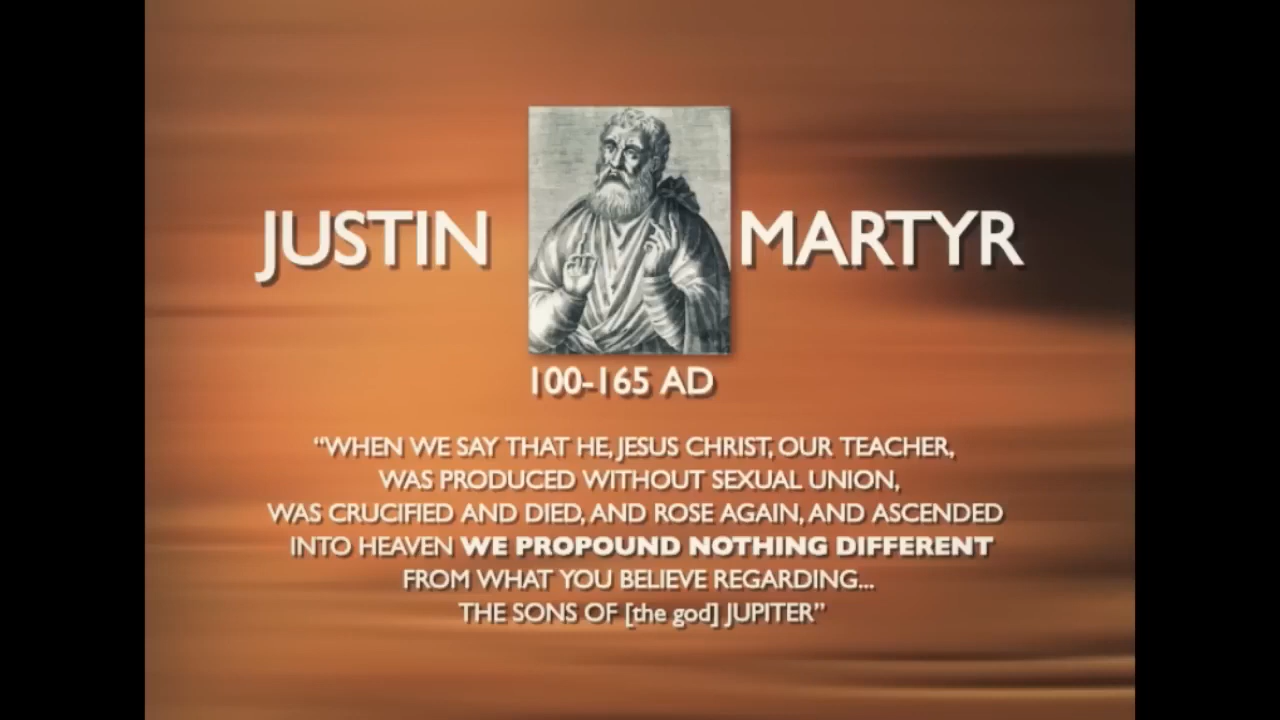 JUSTIN MARTYR
100-165 AD
“WHEN WE SAY THAT HE, JESUS CHRIST, OUR TEACHER,
WAS PRODUCED WITHOUT SEXUAL UNION,
WAS CRUCIFIED AND DIED, AND ROSE AGAIN, AND ASCENDED
INTO HEAVEN WE PROPOUND NOTHING DIFFERENT
FROM WHAT YOU BELIEVE REGARDING...
THE SONS OF [the god] JUPITER”